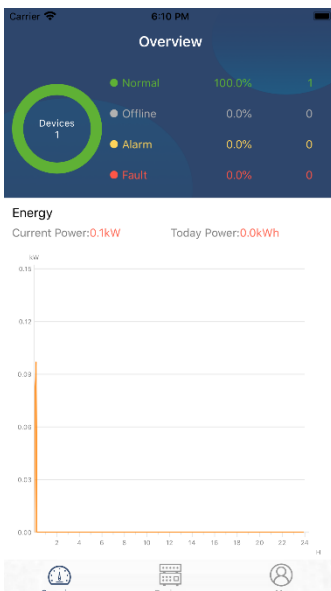 Carrier 6:10 PM
Overview
Devices
1
Normal 100.0% 1
Offline 0.0% 0
Alarm 0.0% 0
Fault 0.0% 0
Energy
Current Power:0.1kW Today Power:0.0kWh
kW
0.15
0.12
0.09
0.06
0.03
0.00
2 4 6 8 10 12 14 16 18 20 22 24
H